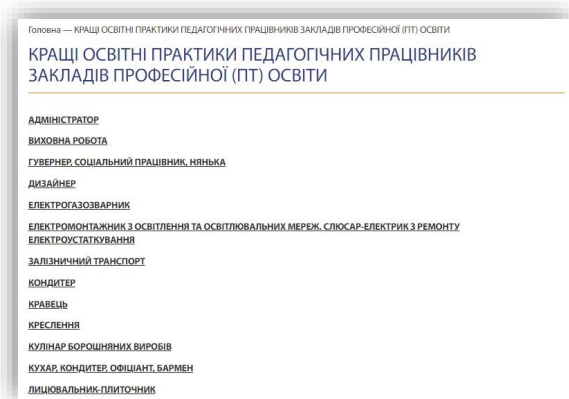 Головна — КРАЩІ ОСВІТНІ ПРАКТИКИ ПЕДАГОГІЧНИХ ПРАЦІВНИКІВ ЗАКЛАДІВ ПРОФЕСІЙНОЇ (ПТ) ОСВІТИ
КРАЩІ ОСВІТНІ ПРАКТИКИ ПЕДАГОГІЧНИХ ПРАЦІВНИКІВ
ЗАКЛАДІВ ПРОФЕСІЙНОЇ (ПТ) ОСВІТИ
АДМІНІСТРАТОР
ВИХОВНА РОБОТА
ГУВЕРНЕР, СОЦІАЛЬНИЙ ПРАЦІВНИК, НЯНЬКА
ДИЗАЙНЕР
ЕЛЕКТРОГАЗОЗВАРНИК
ЕЛЕКТРОМОНТАЖНИК З ОСВІТЛЕННЯ ТА ОСВІТЛЮВАЛЬНИХ МЕРЕЖ. СЛЮСАР-ЕЛЕКТРИК З РЕМОНТУ
ЕЛЕКТРОУСТАТКУВАННЯ
ЗАЛІЗНИЧНИЙ ТРАНСПОРТ
КОНДИТЕР
КРАВЕЦЬ
КРЕСЛЕННЯ
КУЛІНАР БОРОШНЯНИХ ВИРОБІВ
КУХАР, КОНДИТЕР, ОФІЦІАНТ, БАРМЕН
ЛИЦЮВАЛЬНИК-ПЛИТОЧНИК